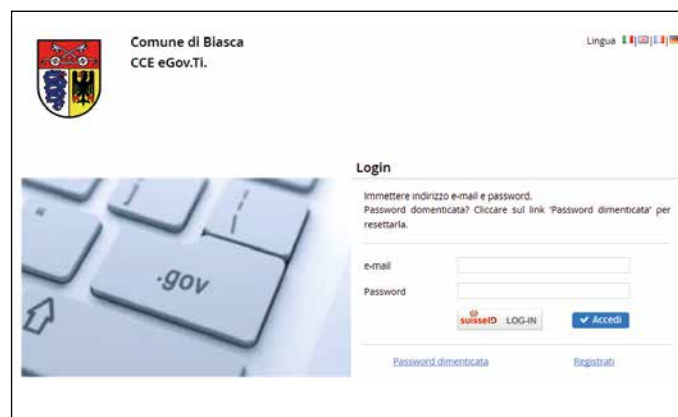 Comune di Biasca
CCE eGov.Ti.
Lingua
Login
Immettere indirizzo e-mail e password.
Password domenticata? Cliccare sul link 'Password dimenticata' per
resettarla.
.gov
e-mail
Password
suisseID LOG-IN
Accedi
Password dimenticata
Registrati